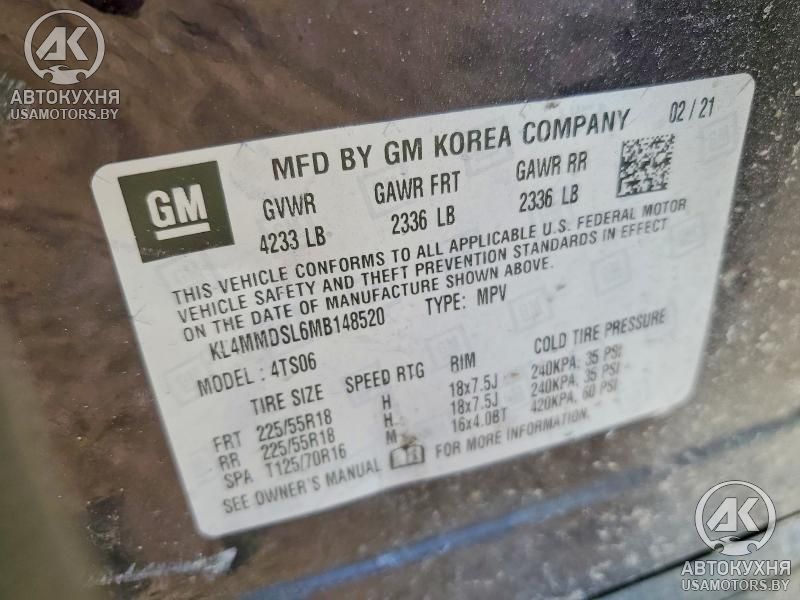 AK
АВТОКУХНЯ
USAMOTORS.BY
GM
MFD BY GM KOREA COMPANY 02 / 21
GVWR GAWR FRT GAWR RR
4233 LB 2336 LB 2336 LB
THIS VEHICLE CONFORMS TO ALL APPLICABLE U.S. FEDERAL MOTOR
VEHICLE SAFETY AND THEFT PREVENTION STANDARDS IN EFFECT
ON THE DATE OF MANUFACTURE SHOWN ABOVE.
KL4MMDSL6MB148520 TYPE: MPV
MODEL: 4TS06
TIRE SIZE SPEED RTG RIM COLD TIRE PRESSURE
FRT 225/55R18 H 18x7.5J 240KPA, 35 PSI
RR 225/55R18 H 18x7.5J 240KPA, 35 PSI
SPA T125/70R16 M 16x4.0BT 420KPA, 60 PSI
SEE OWNER'S MANUAL FOR MORE INFORMATION.
AK
АВТОКУХНЯ
USAMOTORS.BY